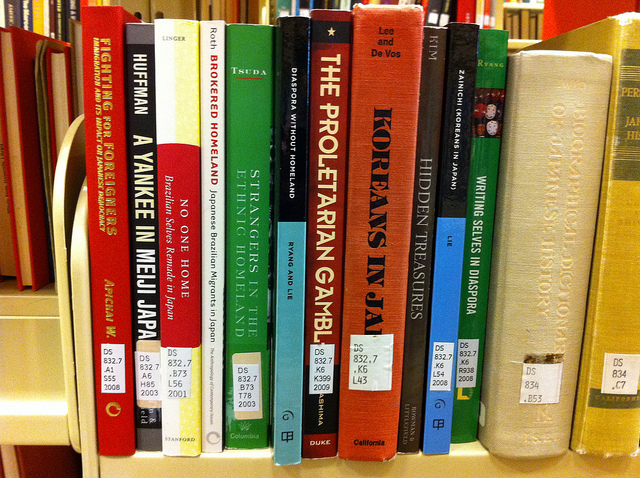 FIGHTING FOR FOREIGNERS
IMMIGRATION AND ITS IMPACT ON JAPANESE DEMOCRACY
APICHAI W.
DS
832.7
.A1
S55
2008
HUFFMAN
A YANKEE IN MEIJI JAPA
DS
832.7
.A6
H85
2003
LINGER
NO ONE HOME
Brazilian Selves Remade in Japan
DS
832.7
.B73
L56
2001
STANFORD
Roth
BROKERED HOMELAND
Japanese Brazilian Migrants in Japan
TSUDA
STRANGERS IN THE
ETHNIC HOMELAND
DS
832.7
B73
T78
2003
Columbia
DIASPORA WITHOUT HOMELAND
RYANG AND LIE
THE PROLETARIAN GAMBL
DS
832.7
.K6
K399
2009
ASHIMA
DUKE
Lee
and
De Vos
KOREANS IN JA
DS
832.7
.K6
L43
California
KIM
HIDDEN TREASURES
ROWMAN &
LITTLEFIELD
ZAINICHI (KOREANS IN JAPAN)
LIE
DS
832.7
.K6
L54
2008
RYANG
WRITING SELVES IN DIASPORA
DS
832.7
.K6
R938
2008
DS
834
.B53
DS
834
.C7